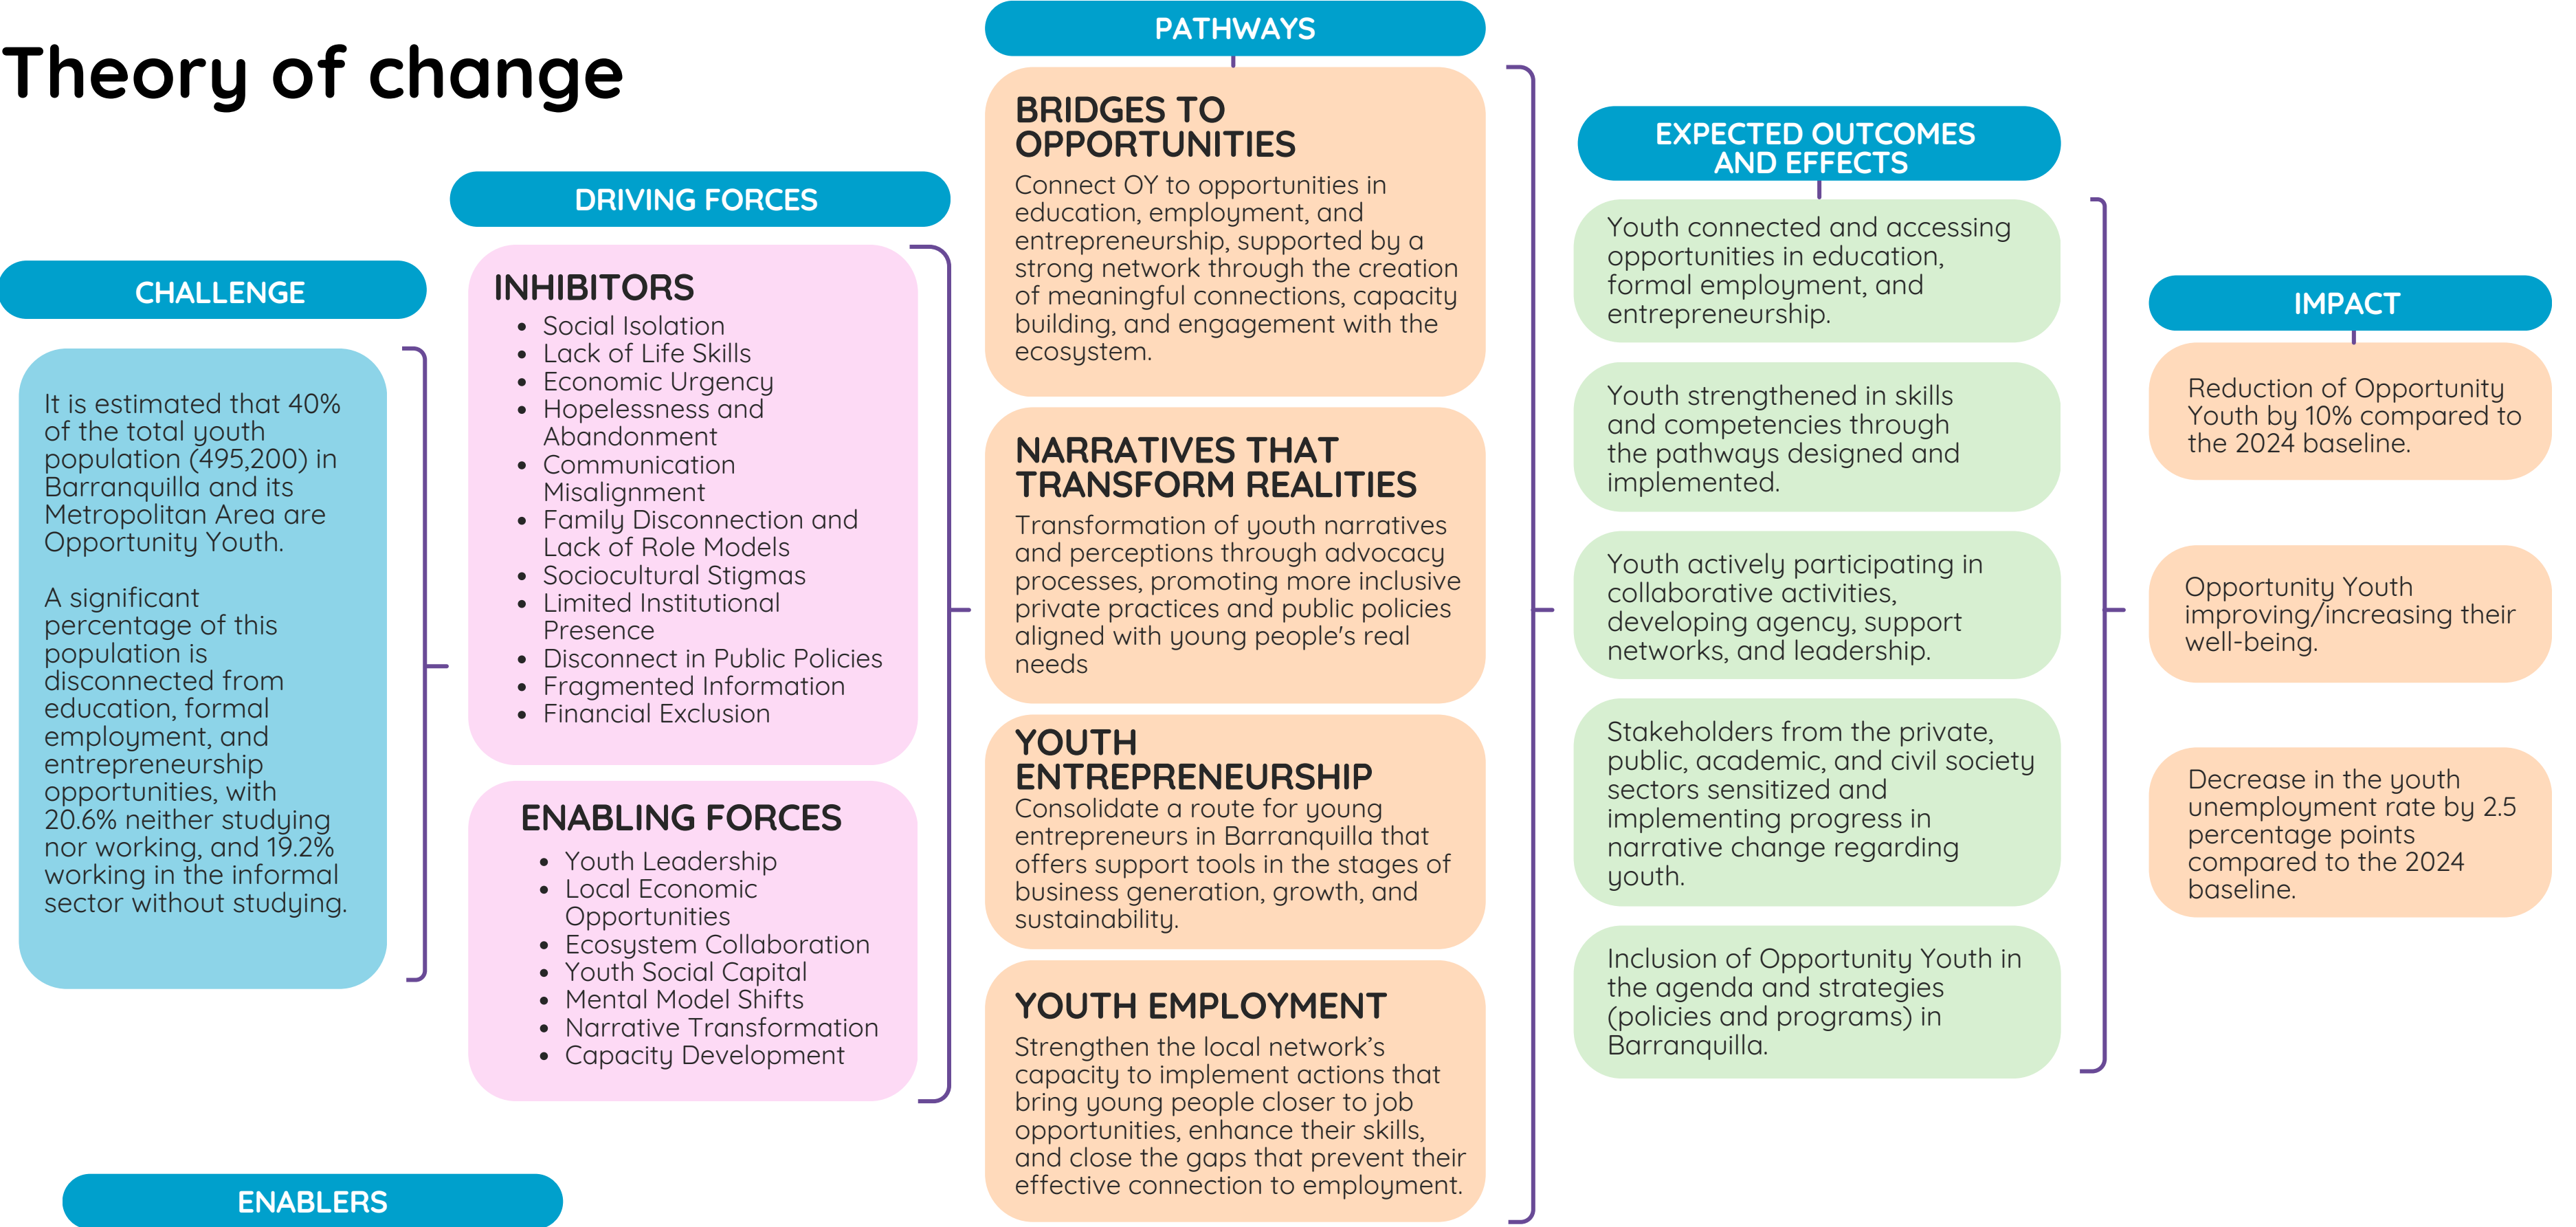 Theory of change
CHALLENGE
It is estimated that 40%
of the total youth
population (495,200) in
Barranquilla and its
Metropolitan Area are
Opportunity Youth.
A significant
percentage of this
population is
disconnected from
education, formal
employment, and
entrepreneurship
opportunities, with
20.6% neither studying
nor working, and 19.2%
working in the informal
sector without studying.
DRIVING FORCES
INHIBITORS
• Social Isolation
• Lack of Life Skills
• Economic Urgency
• Hopelessness and
Abandonment
• Communication
Misalignment
• Family Disconnection and
Lack of Role Models
• Sociocultural Stigmas
• Limited Institutional
Presence
• Disconnect in Public Policies
• Fragmented Information
• Financial Exclusion
ENABLING FORCES
• Youth Leadership
• Local Economic
Opportunities
• Ecosystem Collaboration
• Youth Social Capital
• Mental Model Shifts
• Narrative Transformation
• Capacity Development
PATHWAYS
BRIDGES TO
OPPORTUNITIES
Connect OY to opportunities in
education, employment, and
entrepreneurship, supported by a
strong network through the creation
of meaningful connections, capacity
building, and engagement with the
ecosystem.
NARRATIVES THAT
TRANSFORM REALITIES
Transformation of youth narratives
and perceptions through advocacy
processes, promoting more inclusive
private practices and public policies
aligned with young people's real
needs
YOUTH
ENTREPRENEURSHIP
Consolidate a route for young
entrepreneurs in Barranquilla that
offers support tools in the stages of
business generation, growth, and
sustainability.
YOUTH EMPLOYMENT
Strengthen the local network’s
capacity to implement actions that
bring young people closer to job
opportunities, enhance their skills,
and close the gaps that prevent their
effective connection to employment.
EXPECTED OUTCOMES
AND EFFECTS
Youth connected and accessing
opportunities in education,
formal employment, and
entrepreneurship.
Youth strengthened in skills
and competencies through
the pathways designed and
implemented.
Youth actively participating in
collaborative activities,
developing agency, support
networks, and leadership.
Stakeholders from the private,
public, academic, and civil society
sectors sensitized and
implementing progress in
narrative change regarding
youth.
Inclusion of Opportunity Youth in
the agenda and strategies
(policies and programs) in
Barranquilla.
IMPACT
Reduction of Opportunity
Youth by 10% compared to
the 2024 baseline.
Opportunity Youth
improving/increasing their
well-being.
Decrease in the youth
unemployment rate by 2.5
percentage points
compared to the 2024
baseline.
ENABLERS